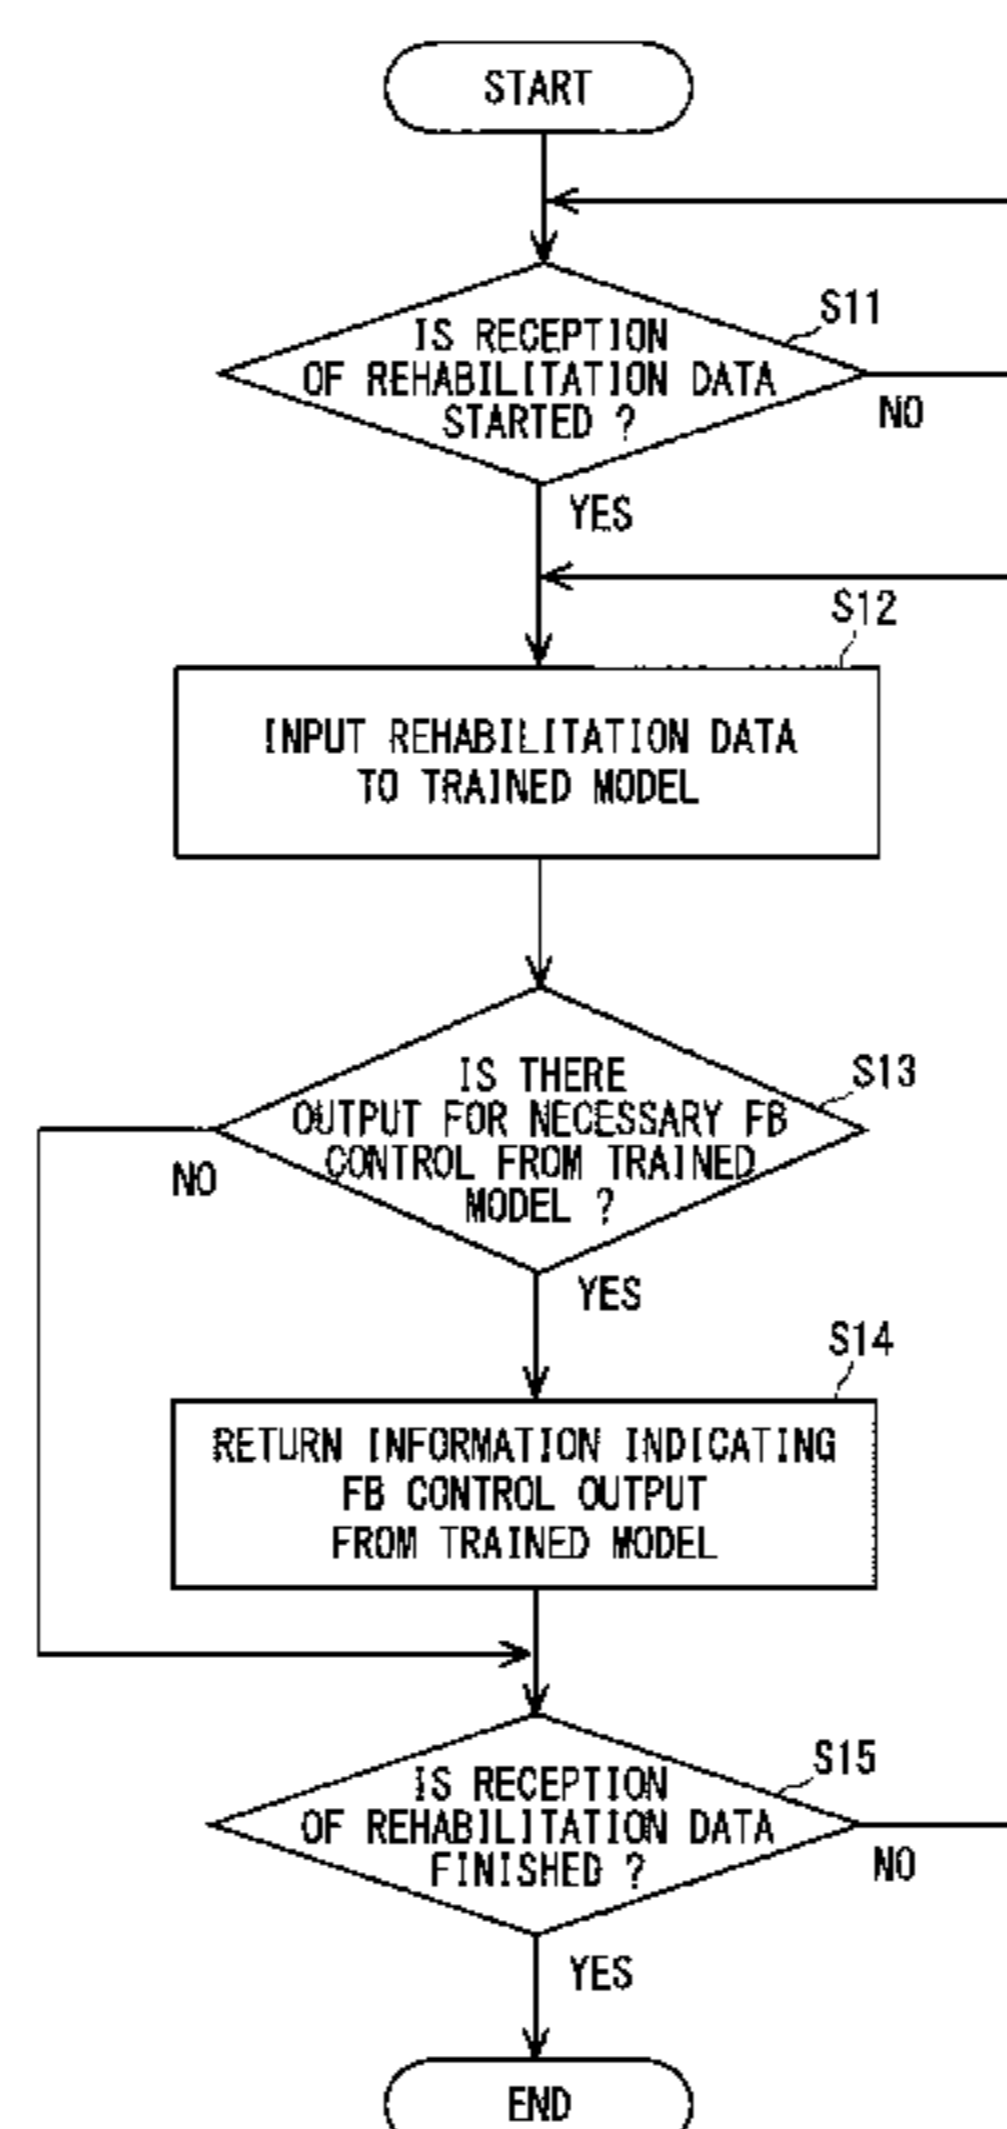 START
S11
IS RECEPTION
OF REHABILITATION DATA
STARTED ?
NO
YES
S12
INPUT REHABILITATION DATA
TO TRAINED MODEL
S13
IS THERE
OUTPUT FOR NECESSARY FB
CONTROL FROM TRAINED
MODEL ?
NO
YES
S14
RETURN INFORMATION INDICATING
FB CONTROL OUTPUT
FROM TRAINED MODEL
S15
IS RECEPTION
OF REHABILITATION DATA
FINISHED ?
NO
YES
END